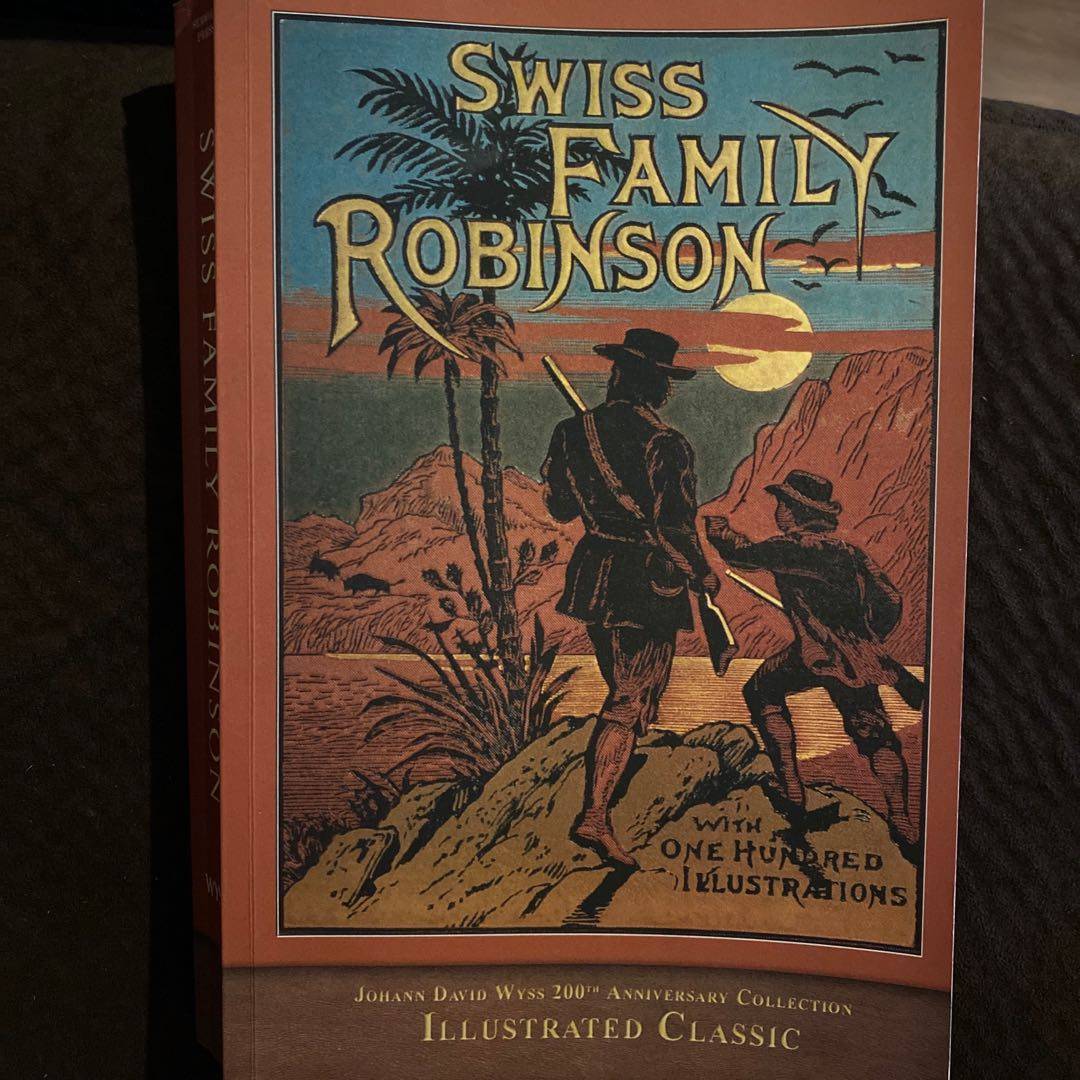 SWISS
FAMILY
ROBINSON
WITH
ONE HUNDRED
ILLUSTRATIONS
JOHANN DAVID WYSS 200TH ANNIVERSARY COLLECTION
ILLUSTRATED CLASSIC
SWISS FAMILY ROBINSON